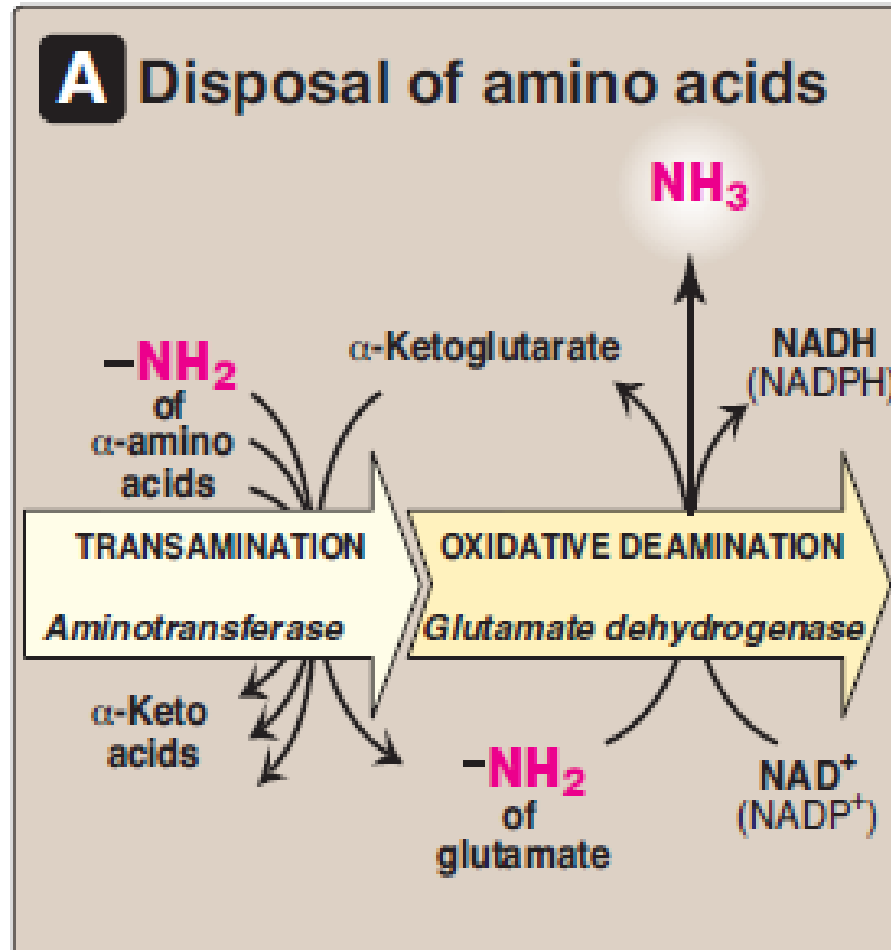 A Disposal of amino acids
NH₃
–NH₂
of
α-amino
acids
α-Ketoglutarate
NADH
(NADPH)
TRANSAMINATION
Aminotransferase
OXIDATIVE DEAMINATION
Glutamate dehydrogenase
α-Keto
acids
–NH₂
of
glutamate
NAD⁺
(NADP⁺)